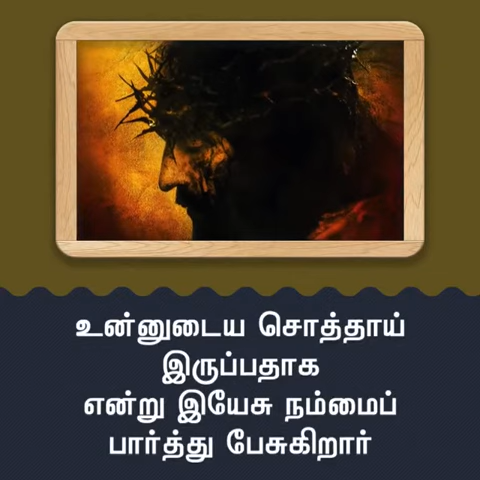 உன்னுடைய சொத்தாய்
இருப்பதாக
என்று இயேசு நம்மைப்
பார்த்து பேசுகிறார்